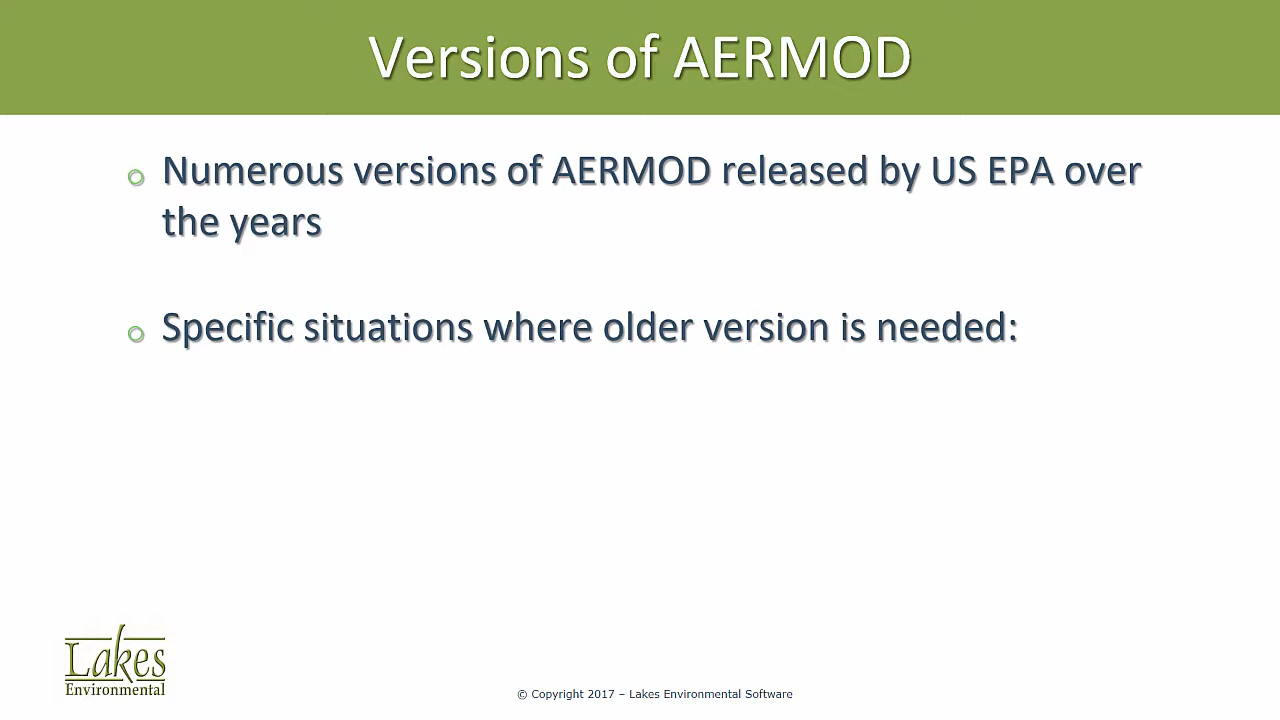 Versions of AERMOD
Numerous versions of AERMOD released by US EPA over
the years
Specific situations where older version is needed:
Lakes
Environmental
© Copyright 2017 – Lakes Environmental Software